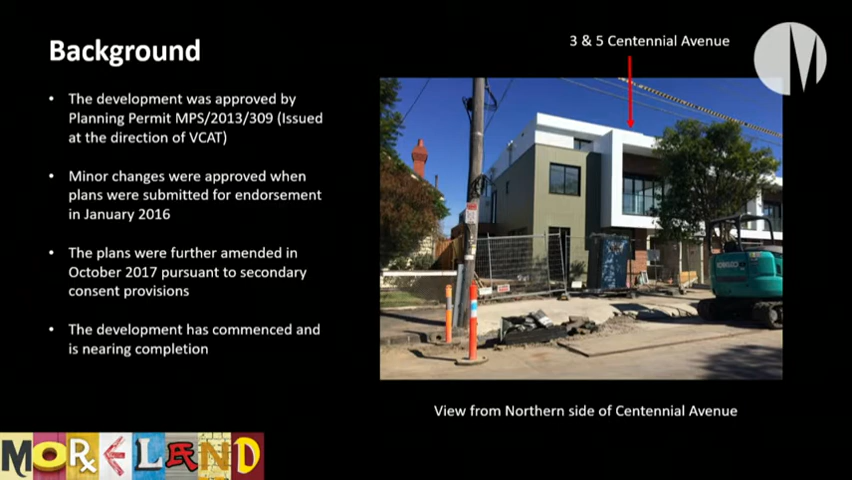 Background
3 & 5 Centennial Avenue
• The development was approved by
Planning Permit MPS/2013/309 (Issued
at the direction of VCAT)
• Minor changes were approved when
plans were submitted for endorsement
in January 2016
• The plans were further amended in
October 2017 pursuant to secondary
consent provisions
• The development has commenced and
is nearing completion
KOBELCO
View from Northern side of Centennial Avenue
MORELAND